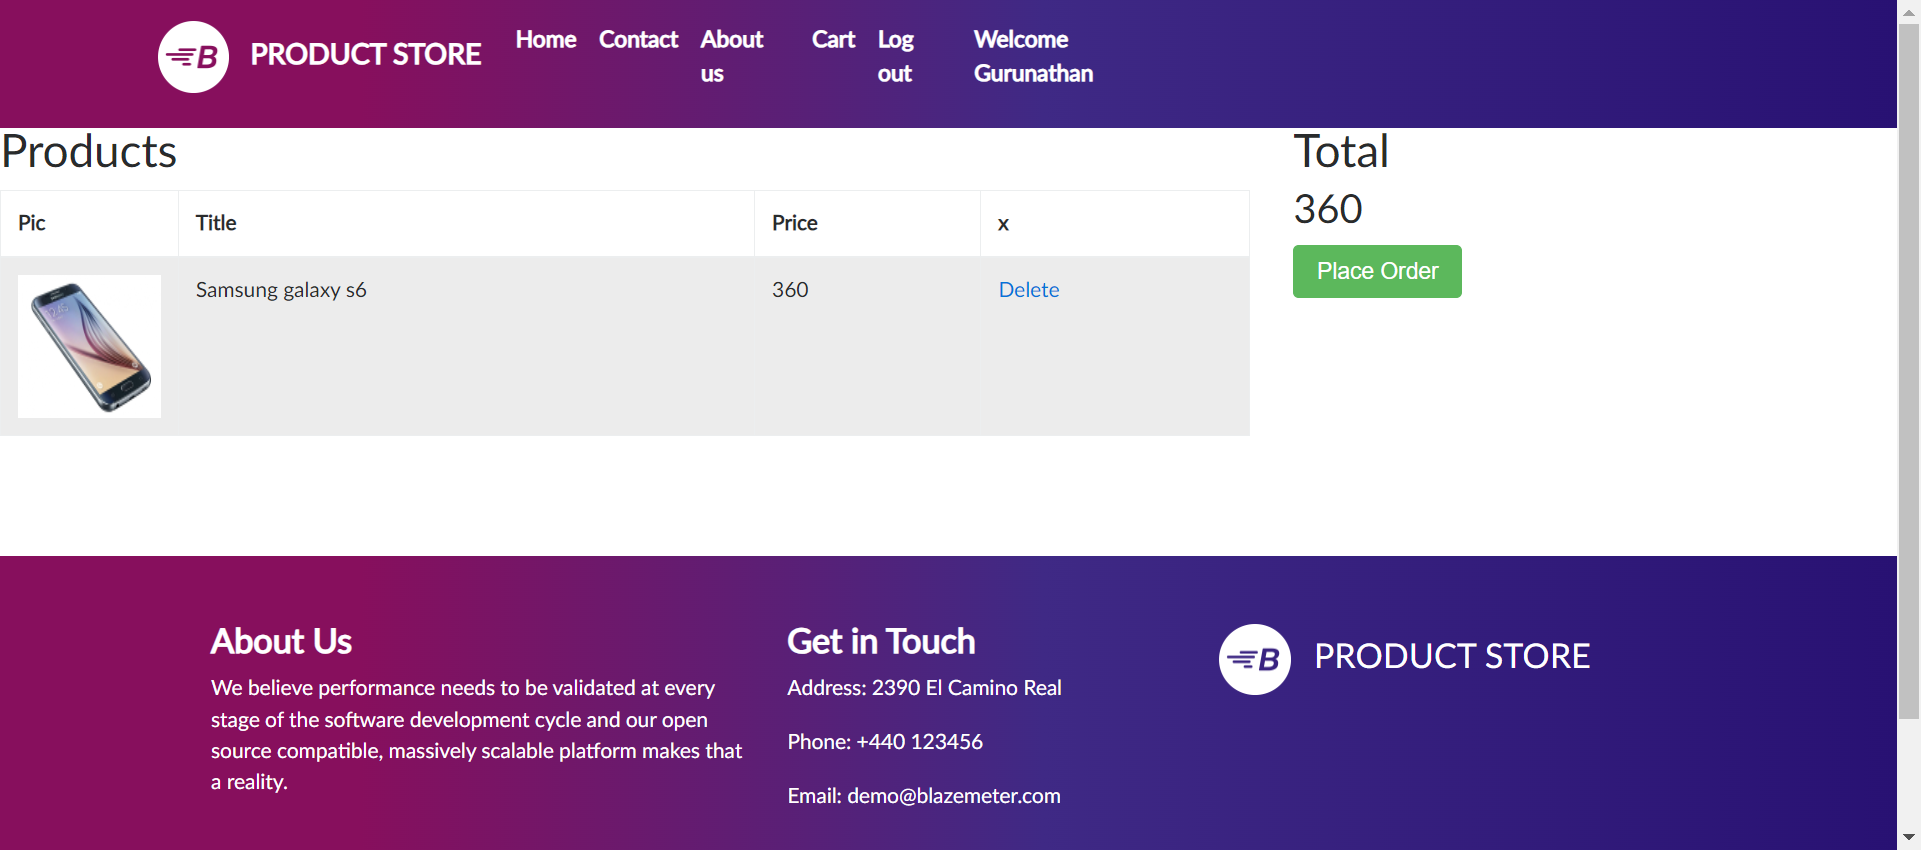 B PRODUCT STORE Home Contact About us Cart Log out Welcome Gurunathan
Products
Total
360
Place Order
Pic Title Price x
Samsung galaxy s6 360 Delete
About Us
We believe performance needs to be validated at every
stage of the software development cycle and our open
source compatible, massively scalable platform makes that
a reality.
Get in Touch
Address: 2390 El Camino Real
Phone: +440 123456
Email: demo@blazemeter.com
B PRODUCT STORE